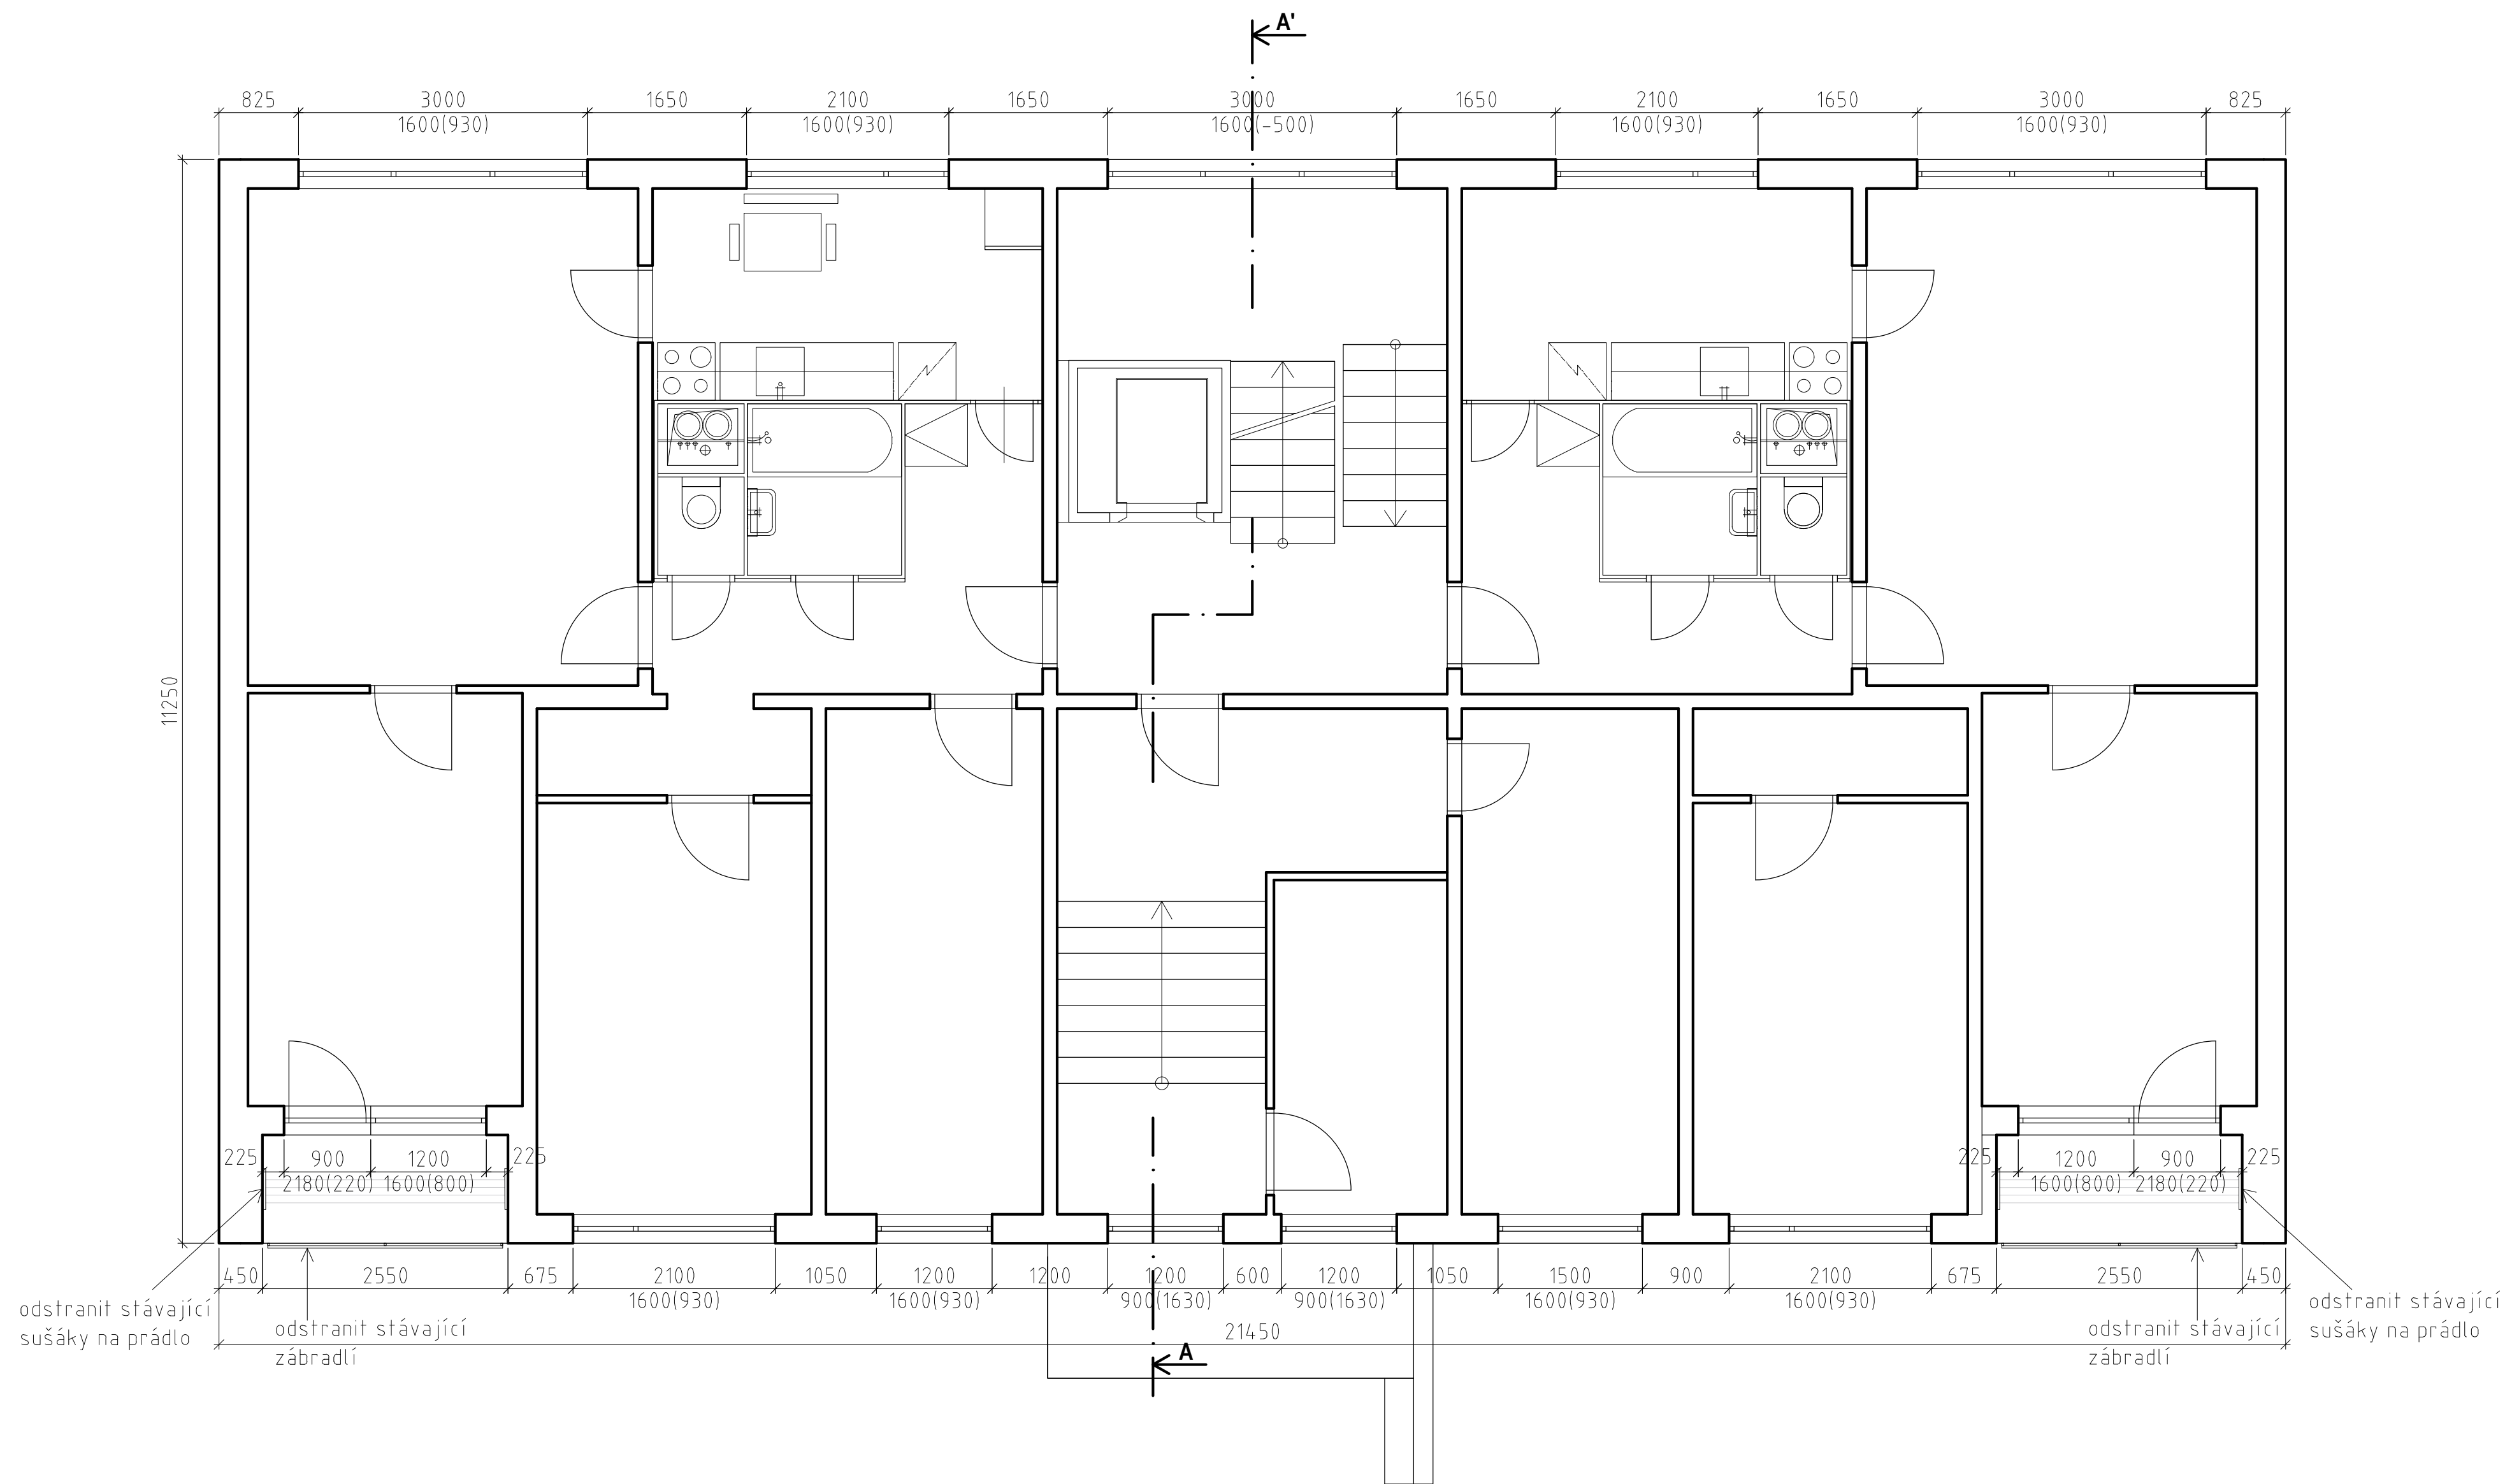 A'
825 3000 1650 2100 1650 3000 1650 2100 1650 3000 825
1600(930) 1600(930) 1600(-500) 1600(930) 1600(930)
11250
225 900 1200 225 225 1200 900 225
2180(220) 1600(800) 1600(800) 2180(220)
450 2550 675 2100 1050 1200 1200 1200 600 1200 1050 1500 900 2100 675 2550 450
1600(930) 1600(930) 900(1630) 900(1630) 1600(930) 1600(930)
odstranit stávající
sušáky na prádlo
odstranit stávající
zábradlí
21450
A
odstranit stávající
zábradlí
odstranit stávající
sušáky na prádlo